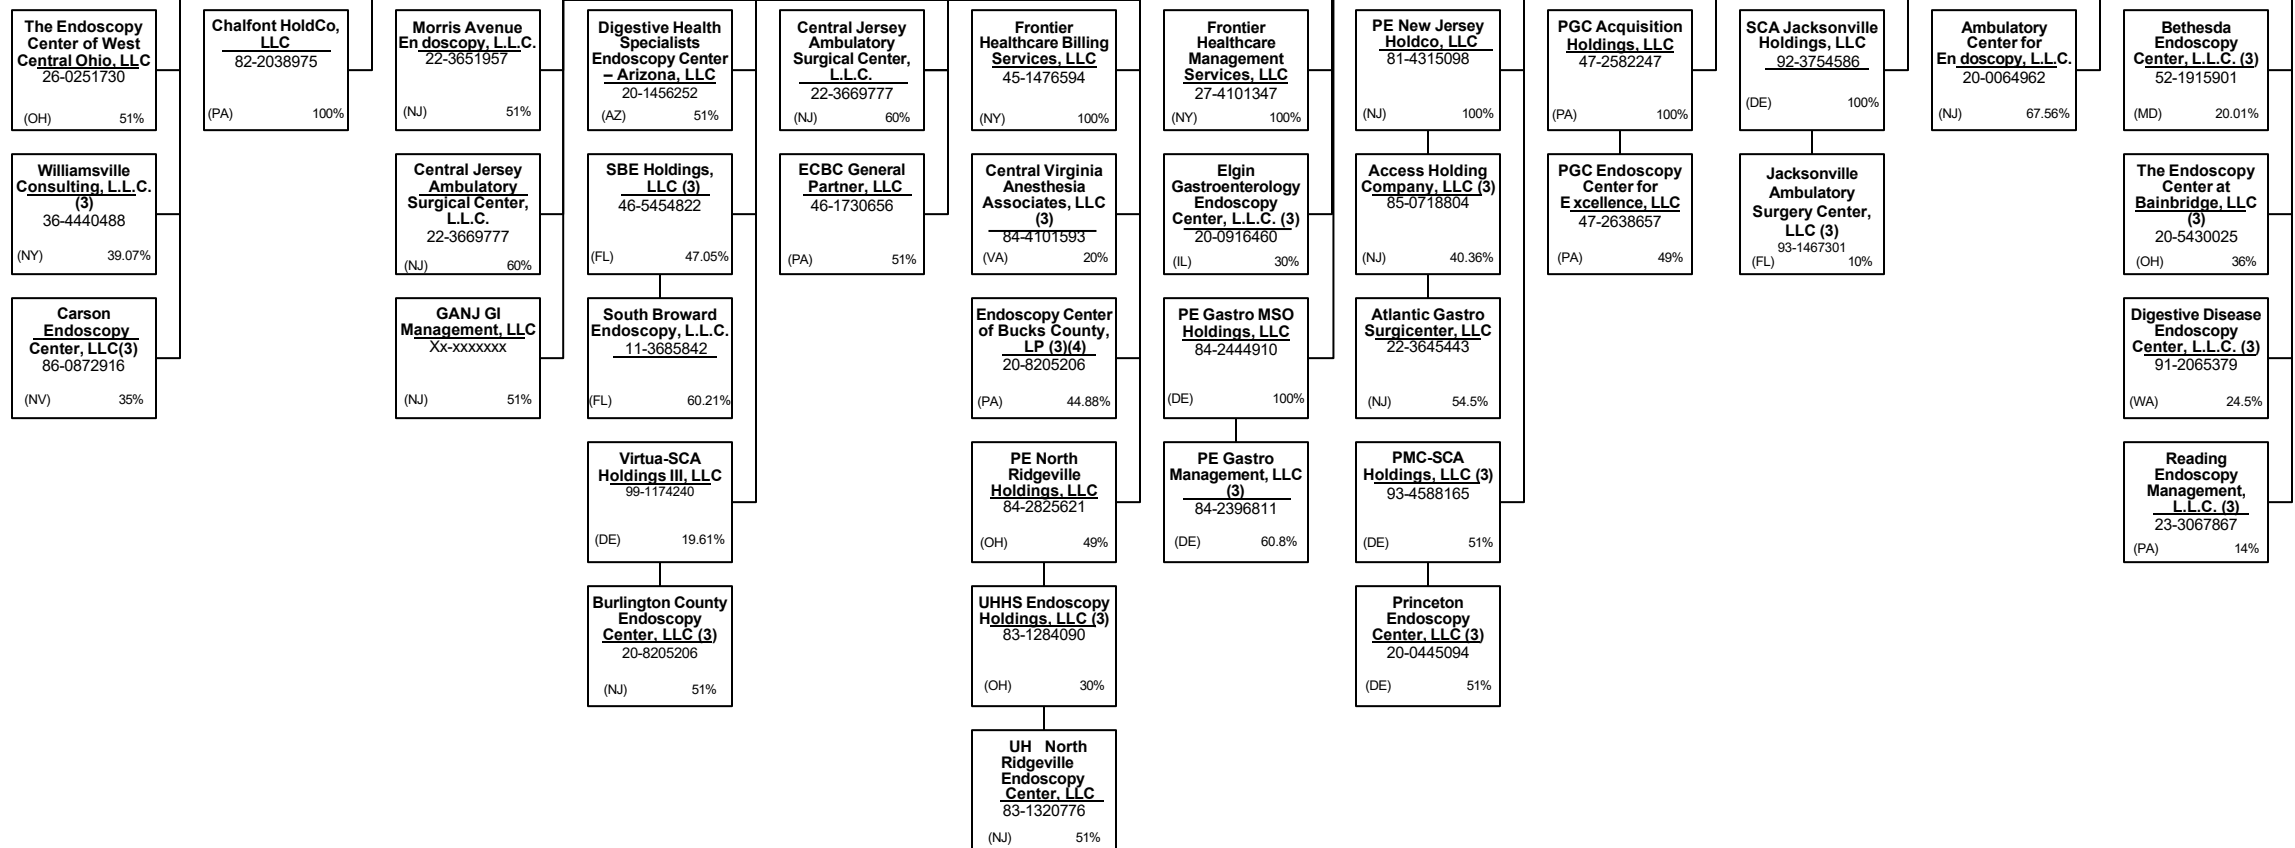 The Endoscopy
Center of West
Central Ohio, LLC
26-0251730
(OH) 51%
Williamsville
Consulting, L.L.C.
(3)
36-4440488
(NY) 39.07%
Carson
Endoscopy
Center, LLC(3)
86-0872916
(NV) 35%
Chalfont HoldCo,
LLC
82-2038975
(PA) 100%
Morris Avenue
En doscopy, L.L.C.
22-3651957
(NJ) 51%
Central Jersey
Ambulatory
Surgical Center,
L.L.C.
22-3669777
(NJ) 60%
GANJ GI
Management, LLC
Xx-xxxxxxx
(NJ) 51%
Digestive Health
Specialists
Endoscopy Center
– Arizona, LLC
20-1456252
(AZ) 51%
SBE Holdings,
LLC (3)
46-5454822
(FL) 47.05%
South Broward
Endoscopy, L.L.C.
11-3685842
(FL) 60.21%
Virtua-SCA
Holdings III, LLC
99-1174240
(DE) 19.61%
Burlington County
Endoscopy
Center, LLC (3)
20-8205206
(NJ) 51%
Central Jersey
Ambulatory
Surgical Center,
L.L.C.
22-3669777
(NJ) 60%
ECBC General
Partner, LLC
46-1730656
(PA) 51%
Frontier
Healthcare Billing
Services, LLC
45-1476594
(NY) 100%
Central Virginia
Anesthesia
Associates, LLC
(3)
84-4101593
(VA) 20%
Endoscopy Center
of Bucks County,
LP (3)(4)
20-8205206
(PA) 44.88%
PE North
Ridgeville
Holdings, LLC
84-2825621
(OH) 49%
UHHS Endoscopy
Holdings, LLC (3)
83-1284090
(OH) 30%
UH North
Ridgeville
Endoscopy
Center, LLC
83-1320776
(NJ) 51%
Frontier
Healthcare
Management
Services, LLC
27-4101347
(NY) 100%
Elgin
Gastroenterology
Endoscopy
Center, L.L.C. (3)
20-0916460
(IL) 30%
PE Gastro MSO
Holdings, LLC
84-2444910
(DE) 100%
PE Gastro
Management, LLC
(3)
84-2396811
(DE) 60.8%
PE New Jersey
Holdco, LLC
81-4315098
(NJ) 100%
Access Holding
Company, LLC (3)
85-0718804
(NJ) 40.36%
Atlantic Gastro
Surgicenter, LLC
22-3645443
(NJ) 54.5%
PMC-SCA
Holdings, LLC (3)
93-4588165
(DE) 51%
Princeton
Endoscopy
Center, LLC (3)
20-0445094
(DE) 51%
PGC Acquisition
Holdings, LLC
47-2582247
(PA) 100%
PGC Endoscopy
Center for
E xcellence, LLC
47-2638657
(PA) 49%
SCA Jacksonville
Holdings, LLC
92-3754586
(DE) 100%
Jacksonville
Ambulatory
Surgery Center,
LLC (3)
93-1467301
(FL) 10%
Ambulatory
Center for
En doscopy, L.L.C.
20-0064962
(NJ) 67.56%
Bethesda
Endoscopy
Center, L.L.C. (3)
52-1915901
(MD) 20.01%
The Endoscopy
Center at
Bainbridge, LLC
(3)
20-5430025
(OH) 36%
Digestive Disease
Endoscopy
Center, L.L.C. (3)
91-2065379
(WA) 24.5%
Reading
Endoscopy
Management,
L.L.C. (3)
23-3067867
(PA) 14%